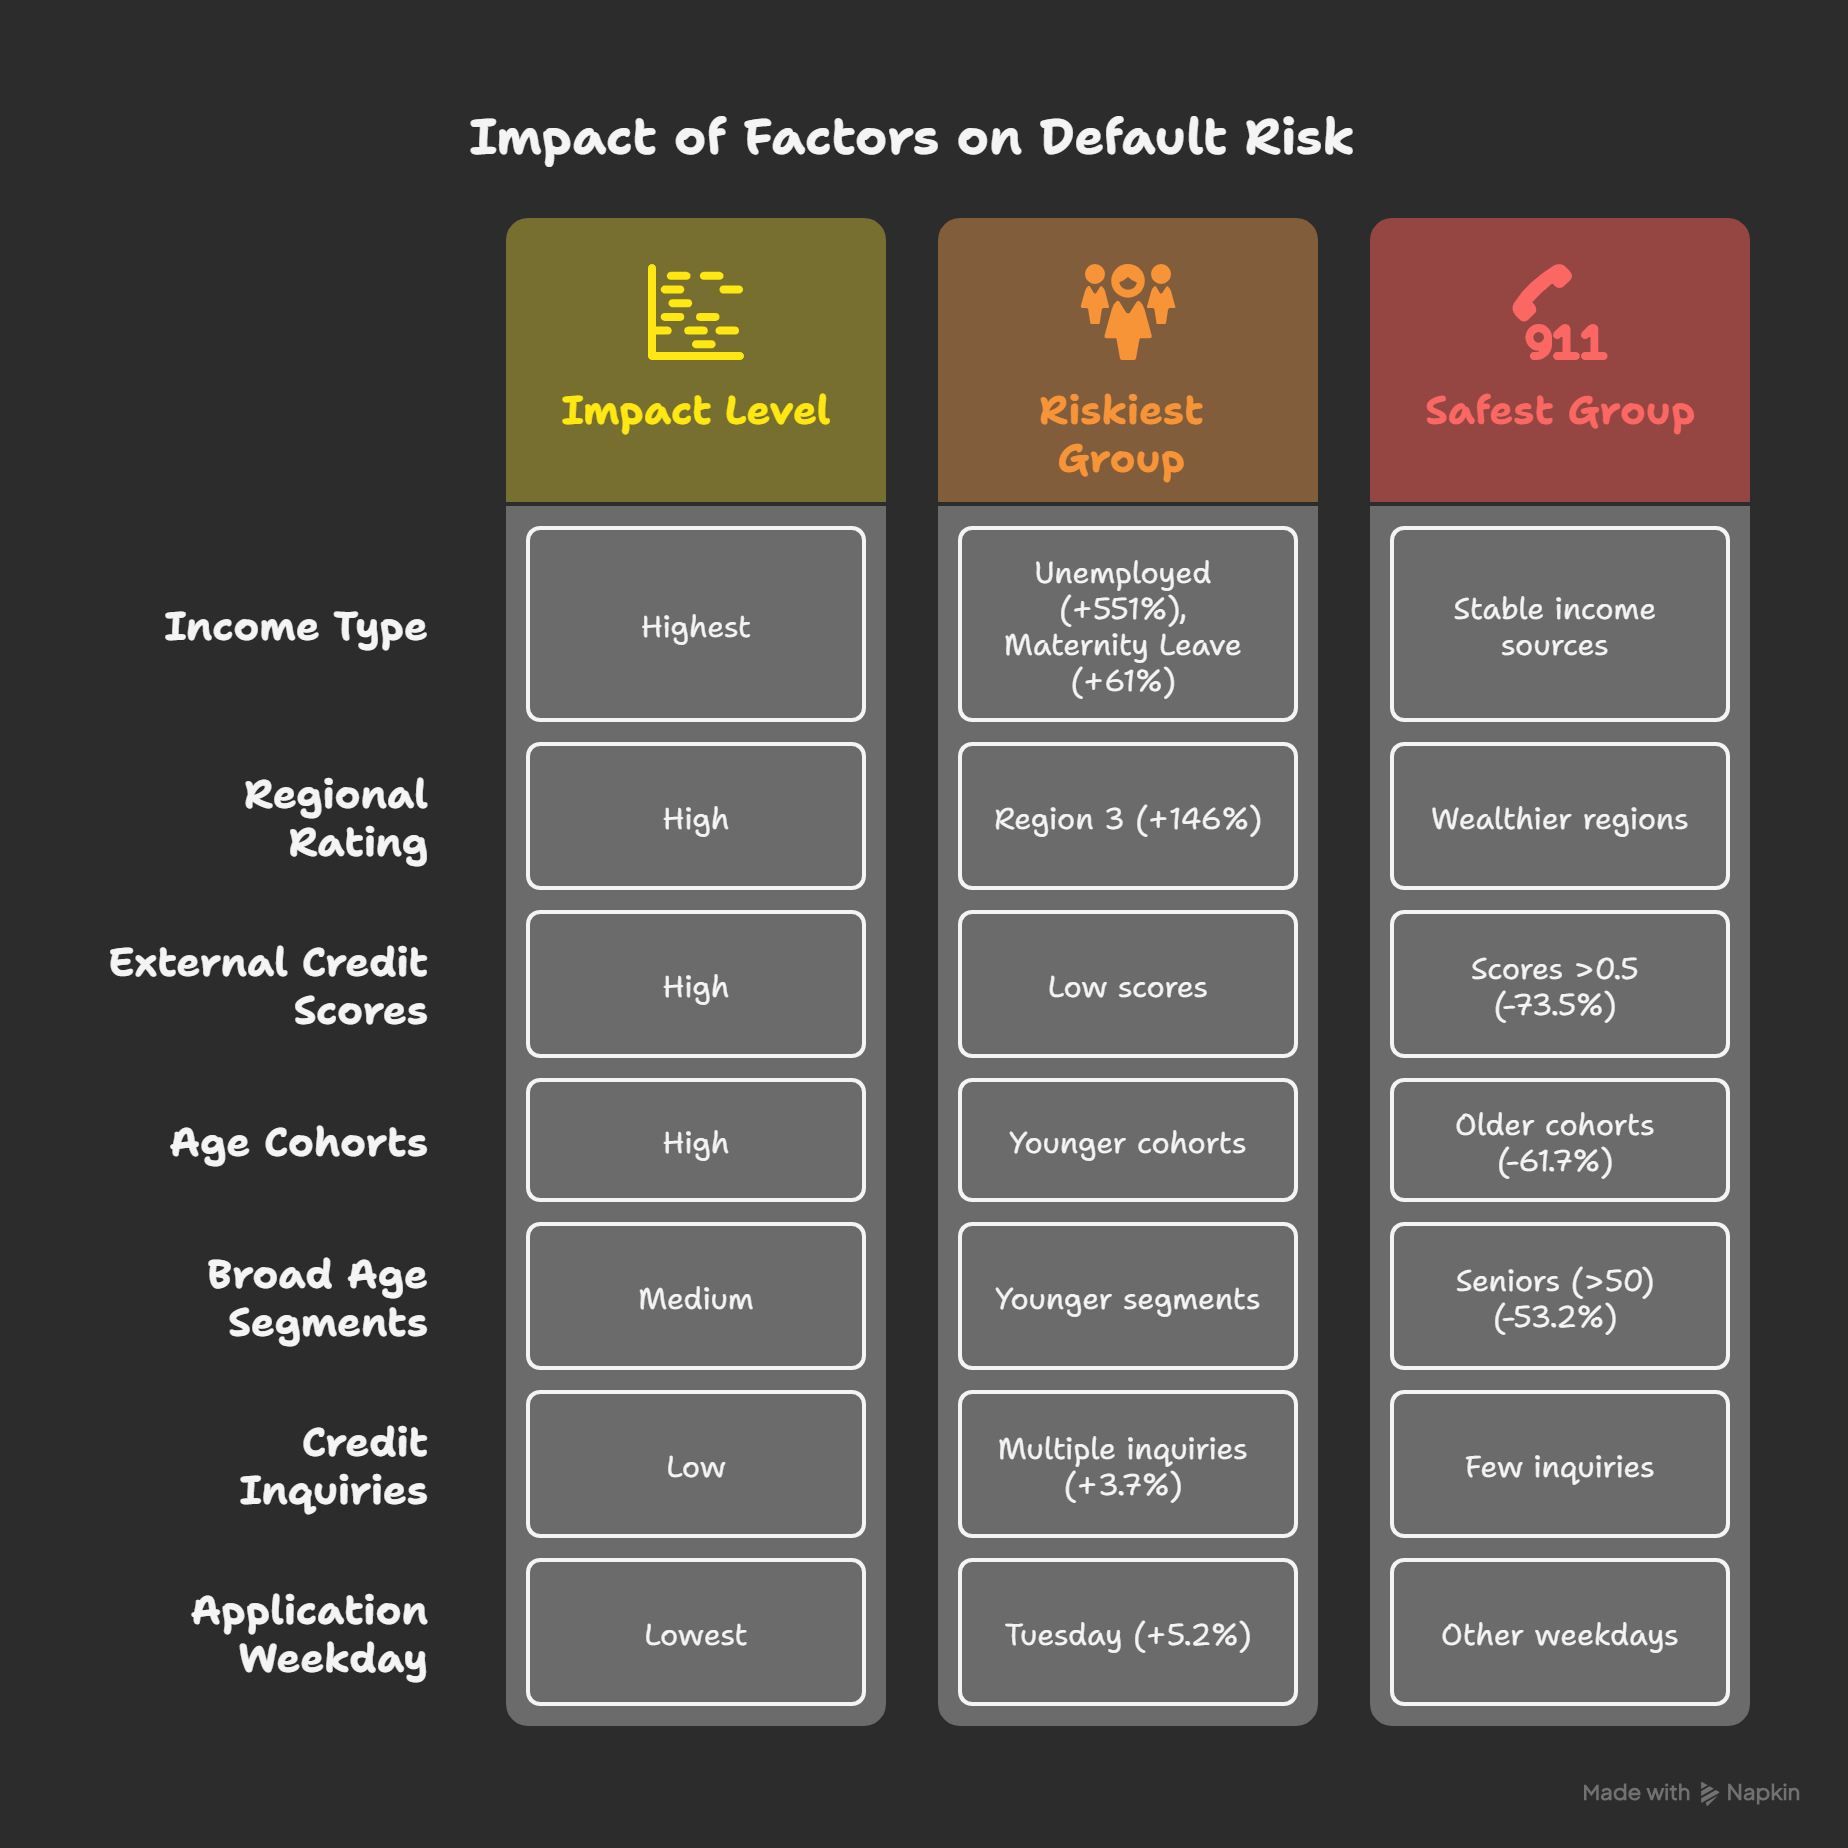 Impact of Factors on Default Risk
911
Impact Level
Riskiest
Group
Safest Group
Income Type
Highest
Unemployed
(+551%),
Maternity Leave
(+61%)
Stable income
sources
Regional
Rating
High
Region 3 (+146%)
Wealthier regions
External Credit
Scores
High
Low scores
Scores >0.5
(-73.5%)
Age Cohorts
High
Younger cohorts
Older cohorts
(-61.7%)
Broad Age
Segments
Medium
Younger segments
Seniors (>50)
(-53.2%)
Credit
Inquiries
Low
Multiple inquiries
(+3.7%)
Few inquiries
Application
Weekday
Lowest
Tuesday (+5.2%)
Other weekdays
Made with Napkin